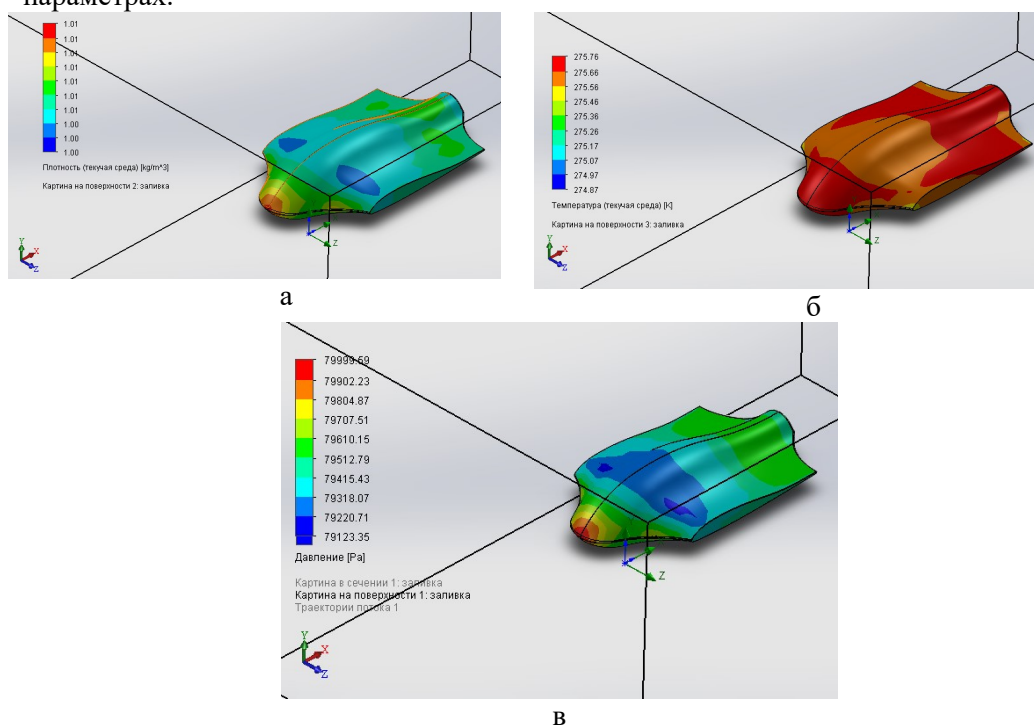 параметрах.
1.01
1.01
1.01
1.01
1.01
1.01
1.01
1.00
1.00
Плотность (текучая среда) [kg/m^3]
Картина на поверхности 2: заливка
Y
X
Z
Z
а
275.76
275.66
275.56
275.46
275.36
275.26
275.17
275.07
274.97
274.87
Температура (текучая среда) [K]
Картина на поверхности 3: заливка
Y
X
Z
Z
б
79999.59
79902.23
79804.87
79707.51
79610.15
79512.79
79415.43
79318.07
79220.71
79123.35
Давление [Pa]
Картина в сечении 1: заливка
Картина на поверхности 1: заливка
Траектории потока 1
Y
X
Z
Z
в